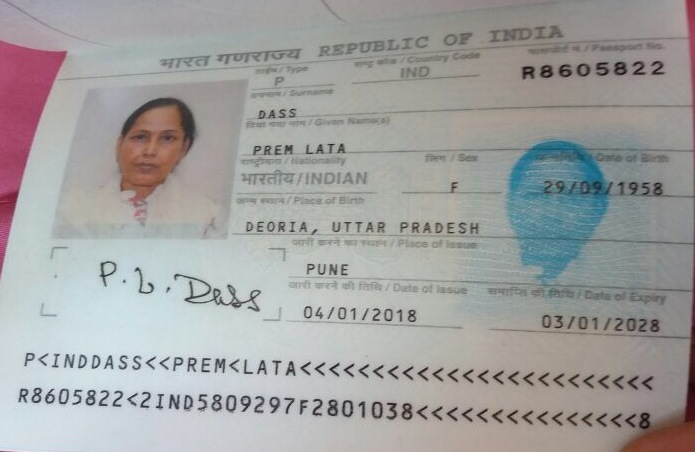 भारत गणराज्य REPUBLIC OF INDIA
टाईप / Type राष्ट्र कोड / Country Code पासपोर्ट न. / Passport No.
P IND R8605822
उपनाम / Surname
DASS
दिया गया नाम / Given Name(s)
PREM LATA
राष्ट्रीयता / Nationality लिंग / Sex जन्मतिथि / Date of Birth
भारतीय/INDIAN F 29/09/1958
जन्म स्थान / Place of Birth
DEORIA, UTTAR PRADESH
जारी करने का स्थान / Place of Issue
PUNE
जारी करने की तिथि / Date of Issue समाप्ति की तिथि / Date of Expiry
04/01/2018 03/01/2028
P. L. Dass
P<INDDASS<<PREM<LATA<<<<<<<<<<<<<<<<<<<<<<<<
R8605822<2IND5809297F2801038<<<<<<<<<<<<<<<8